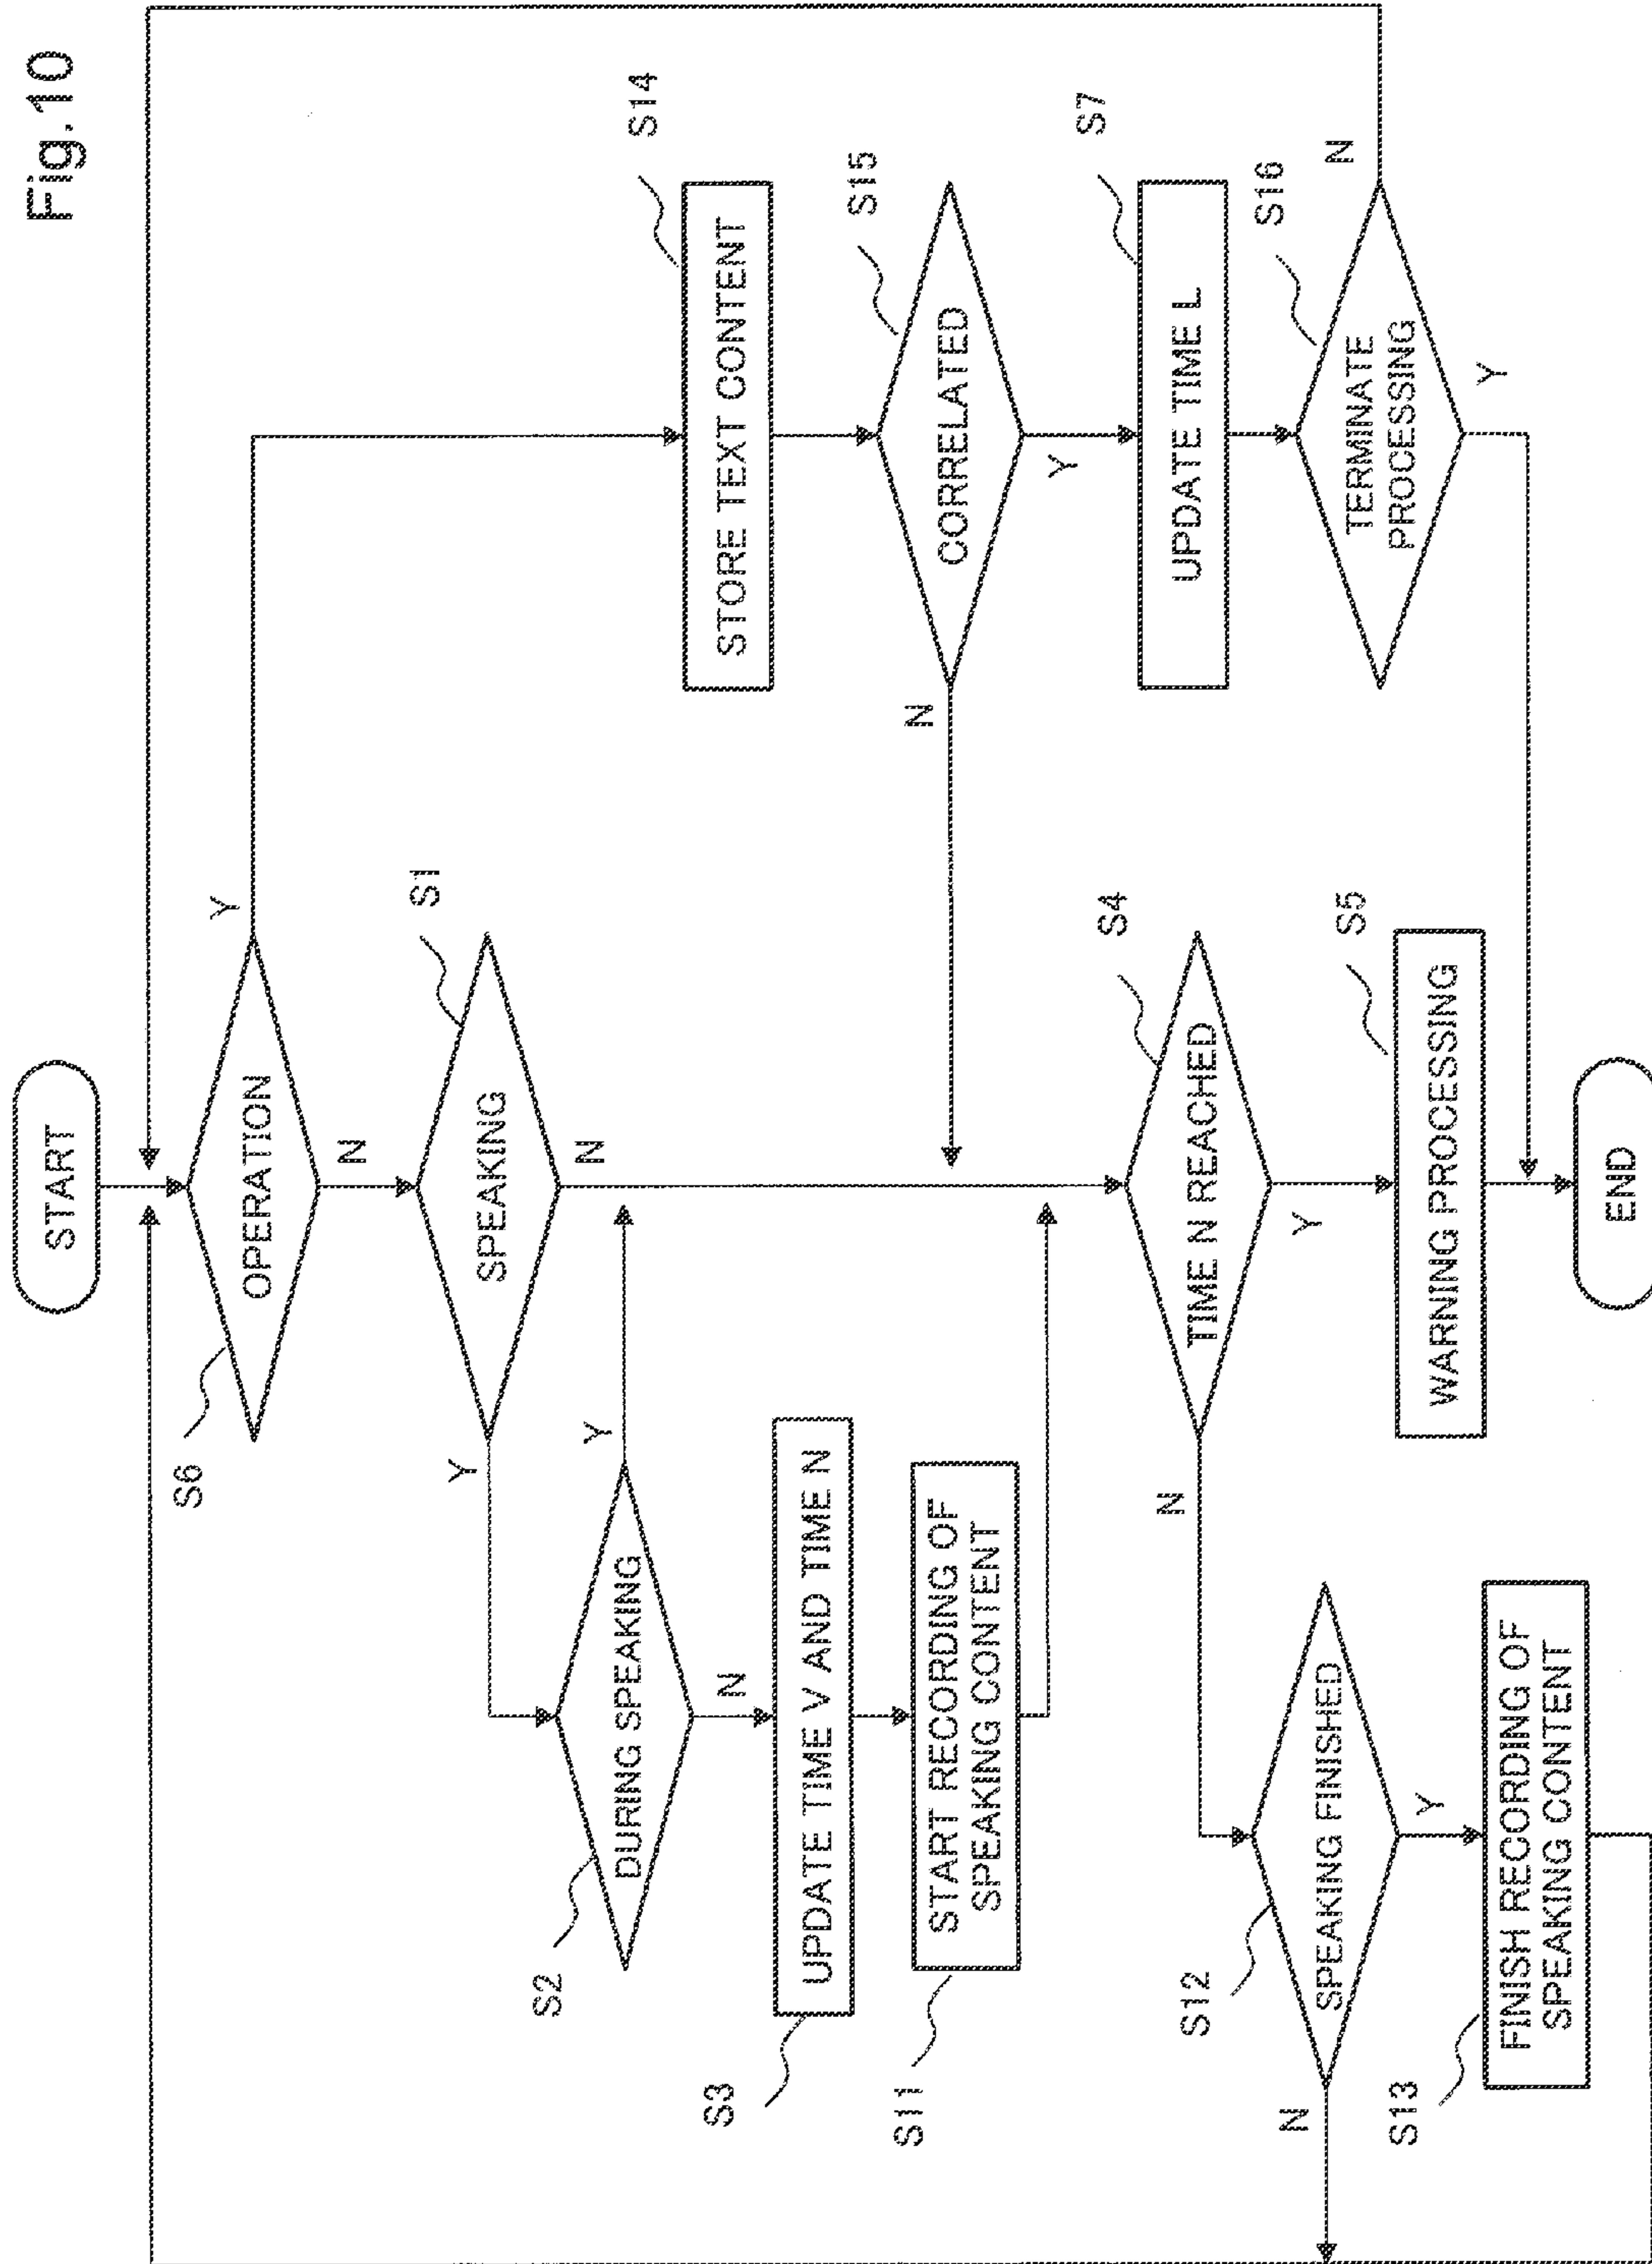 Fig.10
START
OPERATION
S6
Y
N
SPEAKING
S1
Y
N
DURING SPEAKING
S2
Y
N
UPDATE TIME V AND TIME N
S3
START RECORDING OF
SPEAKING CONTENT
S11
STORE TEXT CONTENT
S14
CORRELATED
S15
N
Y
UPDATE TIME L
S7
TERMINATE
PROCESSING
S16
N
Y
TIME N REACHED
S4
N
Y
WARNING PROCESSING
S5
SPEAKING FINISHED
S12
N
Y
FINISH RECORDING OF
SPEAKING CONTENT
S13
END